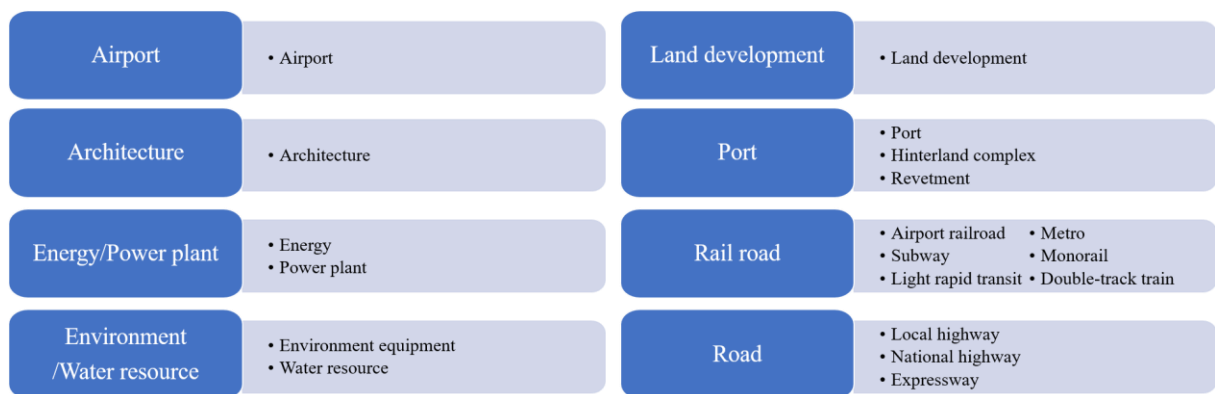 Airport
• Airport
Architecture
• Architecture
Energy/Power plant
• Energy
• Power plant
Environment
/Water resource
• Environment equipment
• Water resource
Land development
• Land development
Port
• Port
• Hinterland complex
• Revetment
Rail road
• Airport railroad
• Subway
• Light rapid transit
• Metro
• Monorail
• Double-track train
Road
• Local highway
• National highway
• Expressway